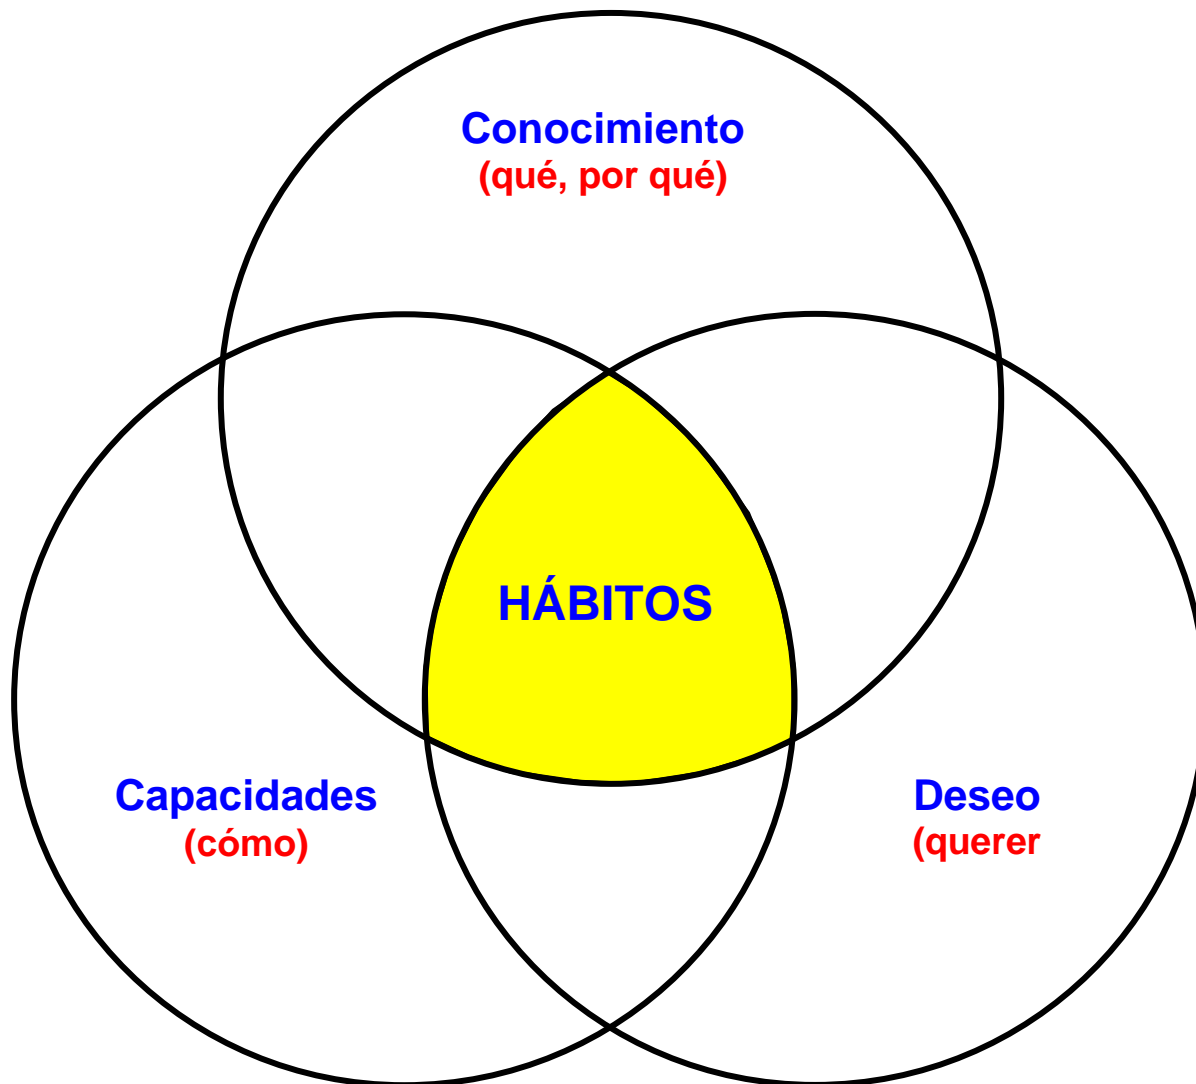 Conocimiento
(qué, por qué)
HÁBITOS
Capacidades
(cómo)
Deseo
(querer